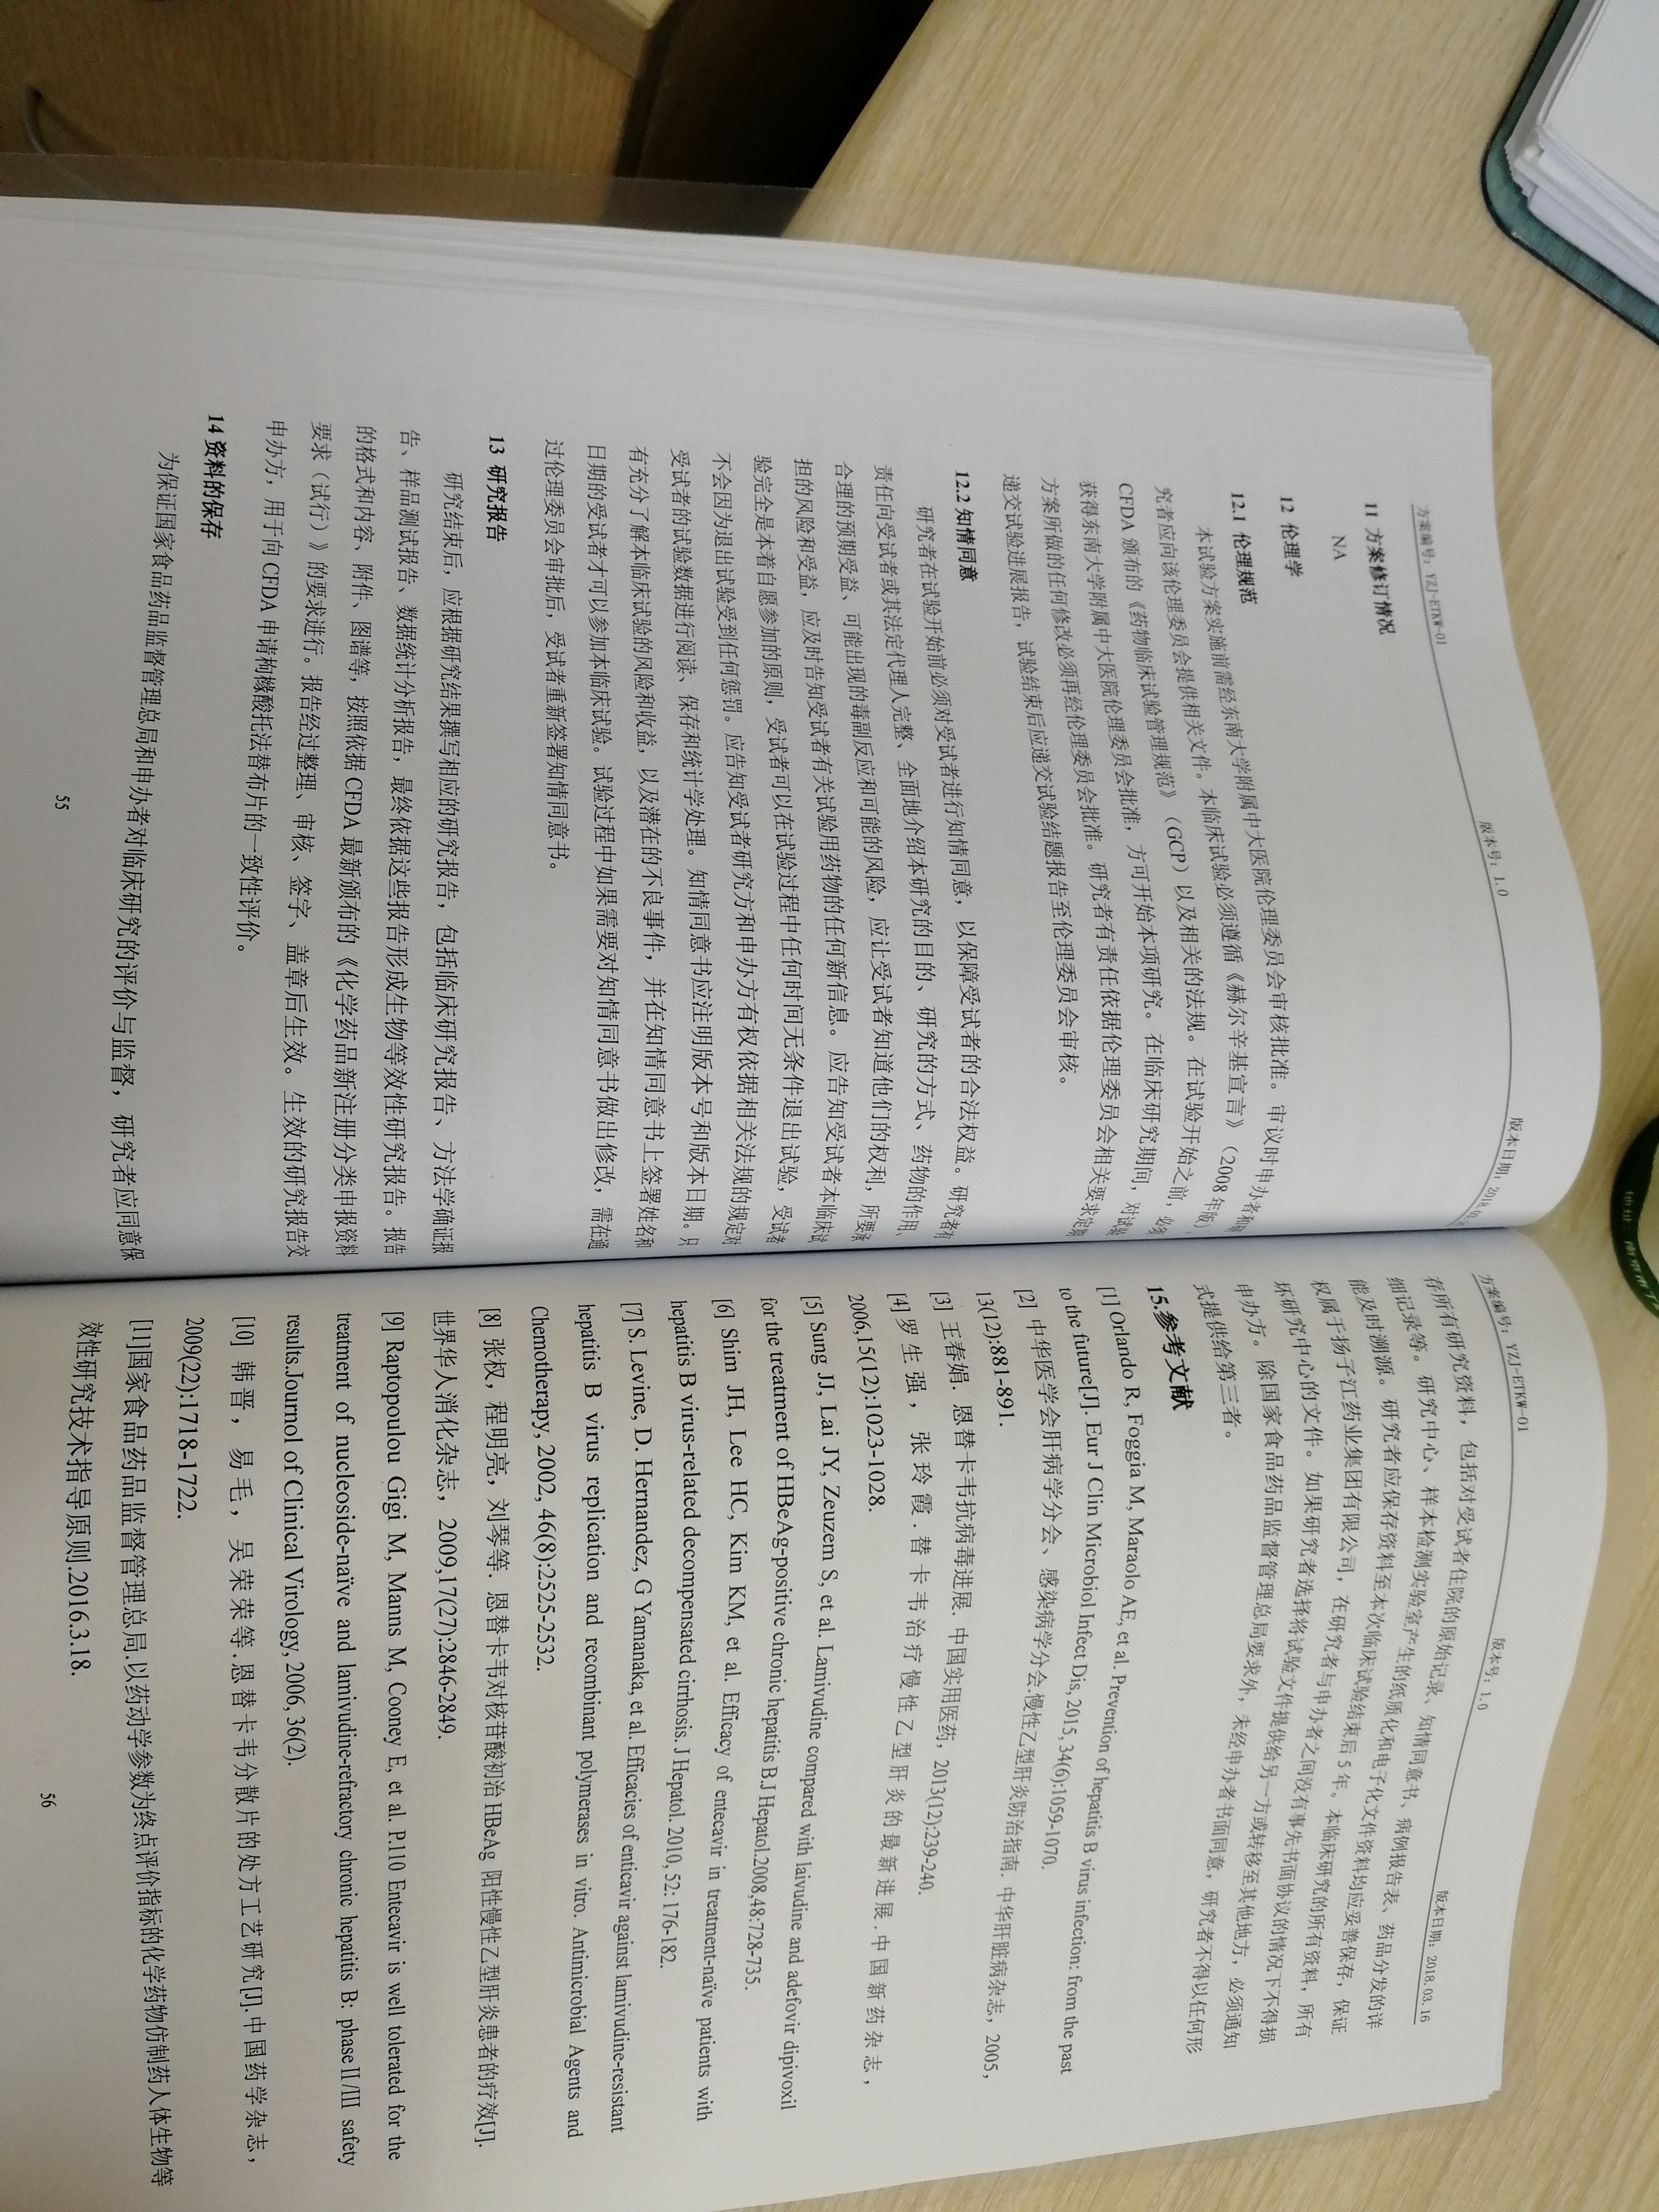 地址：南京市丁
方案编号：YZJ-ETKW-01 版本号：1.0 版本日期：2018.03
11 方案修订情况
NA
12 伦理学
12.1 伦理规范
本试验方案实施前需经东南大学附属中大医院伦理委员会审核批准。审议时申办者和研
究者应向该伦理委员会提供相关文件。本临床试验必须遵循《赫尔辛基宣言》（2008 年版）、
CFDA 颁布的《药物临床试验管理规范》（GCP）以及相关的法规。在试验开始之前，必须
获得东南大学附属中大医院伦理委员会批准，方可开始本项研究。在临床研究期间，对试验
方案所做的任何修改必须再经伦理委员会批准。研究者有责任依据伦理委员会相关要求定期
递交试验进展报告，试验结束后应递交试验结题报告至伦理委员会审核。
12.2 知情同意
研究者在试验开始前必须对受试者进行知情同意，以保障受试者的合法权益。研究者有
责任向受试者或其法定代理人完整、全面地介绍本研究的目的、研究的方式、药物的作用、
合理的预期受益、可能出现的毒副反应和可能的风险，应让受试者知道他们的权利，所要承
担的风险和受益，应及时告知受试者有关试验用药物的任何新信息。应告知受试者本临床试
验完全是本着自愿参加的原则，受试者可以在试验过程中任何时间无条件退出试验，受试者
不会因为退出试验受到任何惩罚。应告知受试者研究方和申办方有权依据相关法规的规定对
受试者的试验数据进行阅读、保存和统计学处理。知情同意书应注明版本号和版本日期。只
有充分了解本临床试验的风险和收益，以及潜在的不良事件，并在知情同意书上签署姓名和
日期的受试者才可以参加本临床试验。试验过程中如果需要对知情同意书做出修改，需在通
过伦理委员会审批后，受试者重新签署知情同意书。
13 研究报告
研究结束后，应根据研究结果撰写相应的研究报告，包括临床研究报告、方法学确证报
告、样品测试报告、数据统计分析报告，最终依据这些报告形成生物等效性研究报告。报告
的格式和内容、附件、图谱等，按照依据 CFDA 最新颁布的《化学药品新注册分类申报资料
要求（试行）》的要求进行。报告经过整理、审核、签字、盖章后生效。生效的研究报告交
申办方，用于向 CFDA 申请枸橼酸托法替布片的一致性评价。
14 资料的保存
为保证国家食品药品监督管理总局和申办者对临床研究的评价与监督，研究者应同意保
55
方案编号：YZJ-ETKW-01 版本号：1.0 版本日期：2018.03.16
存所有研究资料，包括对受试者住院的原始记录、知情同意书、病例报告表、药品分发的详
细记录等。研究中心、样本检测实验室产生的纸质化和电子化文件资料均应妥善保存，保证
能及时溯源。研究者应保存资料至本次临床试验结束后 5 年。本临床研究的所有资料，所有
权属于扬子江药业集团有限公司，在研究者与申办者之间没有事先书面协议的情况下不得损
坏研究中心的文件。如果研究者选择将试验文件提供给另一方或转移至其他地方，必须通知
申办方。除国家食品药品监督管理总局要求外，未经申办者书面同意，研究者不得以任何形
式提供给第三者。
15.参考文献
[1] Orlando R, Foggia M, Maraolo AE, et al. Prevention of hepatitis B virus infection: from the past
to the future[J]. Eur J Clin Microbiol Infect Dis, 2015, 34(6):1059-1070.
[2] 中华医学会肝病学分会、感染病学分会.慢性乙型肝炎防治指南. 中华肝脏病杂志，2005，
13(12):881-891.
[3] 王春娟. 恩替卡韦抗病毒进展. 中国实用医药，2013(12):239-240.
[4] 罗生强，张玲霞.替卡韦治疗慢性乙型肝炎的最新进展.中国新药杂志，
2006,15(12):1023-1028.
[5] Sung JJ, Lai JY, Zeuzem S, et al. Lamivudine compared with laivudine and adefovir dipivoxil
for the treatment of HBeAg-positive chronic hepatitis B.J Hepatol.2008,48:728-735.
[6] Shim JH, Lee HC, Kim KM, et al. Efficacy of entecavir in treatment-naïve patients with
hepatitis B virus-related decompensated cirrhosis. J Hepatol. 2010, 52: 176-182.
[7] S. Levine, D. Hernandez, G Yamanaka, et al. Efficacies of enticavir against lamivudine-resistant
hepatitis B virus replication and recombinant polymerases in vitro. Antimicrobial Agents and
Chemotherapy, 2002, 46(8):2525-2532.
[8] 张权，程明亮，刘琴等. 恩替卡韦对核苷酸初治 HBeAg 阳性慢性乙型肝炎患者的疗效[J].
世界华人消化杂志，2009,17(27):2846-2849.
[9] Raptopoulou Gigi M, Manns M, Cooney E, et al. P.110 Entecavir is well tolerated for the
treatment of nucleoside-naïve and lamivudine-refractory chronic hepatitis B: phaseⅡ/III safety
results.Journol of Clinical Virology, 2006, 36(2).
[10] 韩晋，易毛，吴荣荣等.恩替卡韦分散片的处方工艺研究[J].中国药学杂志，
2009(22):1718-1722.
[11]国家食品药品监督管理总局.以药动学参数为终点评价指标的化学药物仿制药人体生物等
效性研究技术指导原则.2016.3.18.
56